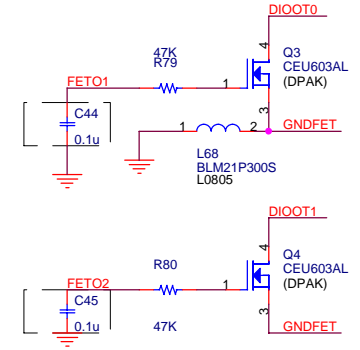 DIOOT0
47K
R79
4
Q3
CEU603AL
(DPAK)
FETO1
1
3
C44
0.1u
1
2
GNDFET
L68
BLM21P300S
L0805
DIOOT1
R80
4
Q4
CEU603AL
(DPAK)
FETO2
1
3
C45
0.1u
47K
GNDFET